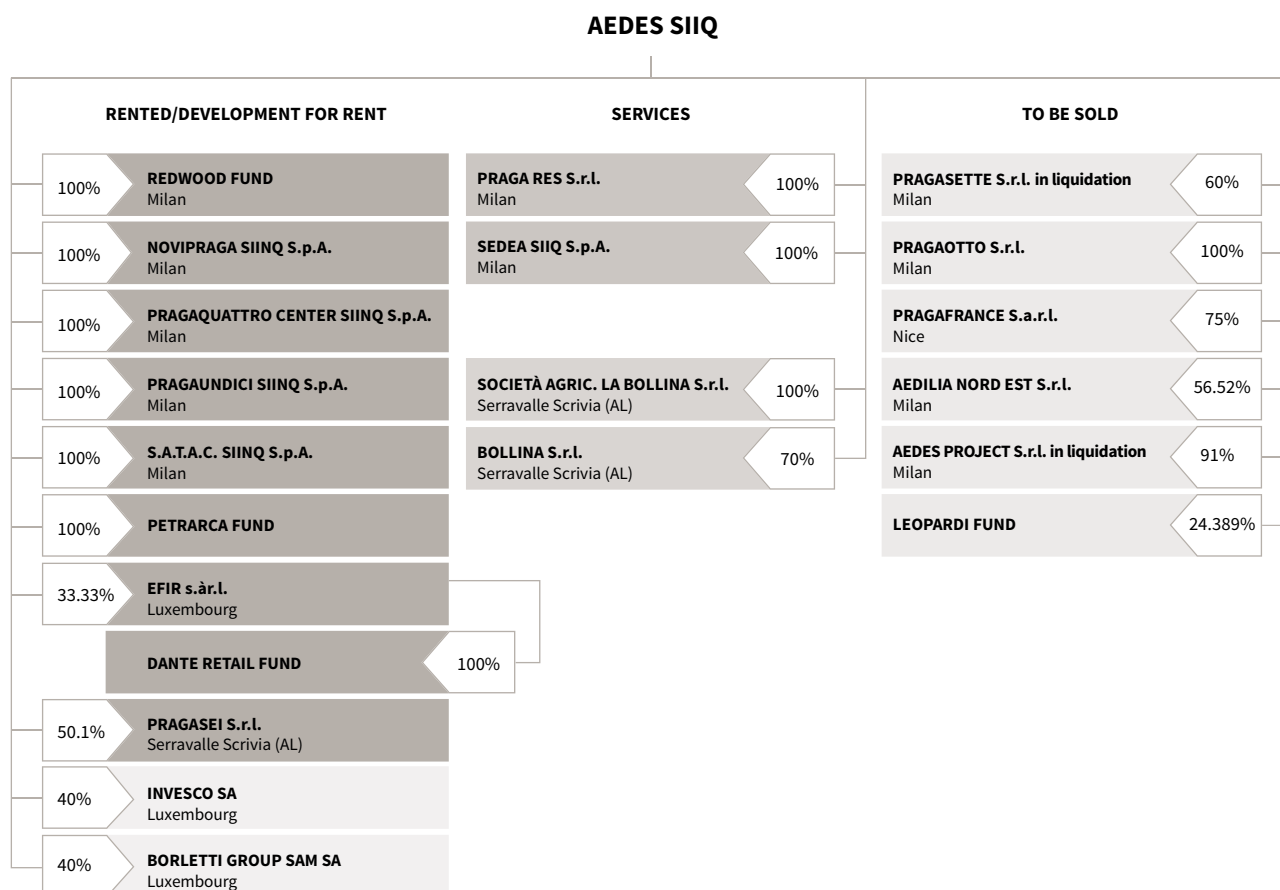 AEDES SIIQ
RENTED/DEVELOPMENT FOR RENT
100%
REDWOOD FUND
Milan
100%
NOVIPRAGA SIINQ S.p.A.
Milan
100%
PRAGAQUATTRO CENTER SIINQ S.p.A.
Milan
100%
PRAGAUNDICI SIINQ S.p.A.
Milan
100%
S.A.T.A.C. SIINQ S.p.A.
Milan
100%
PETRARCA FUND
33.33%
EFIR s.àr.l.
Luxembourg
DANTE RETAIL FUND
100%
50.1%
PRAGASEI S.r.l.
Serravalle Scrivia (AL)
40%
INVESCO SA
Luxembourg
40%
BORLETTI GROUP SAM SA
Luxembourg
SERVICES
PRAGA RES S.r.l.
Milan
100%
SEDEA SIIQ S.p.A.
Milan
100%
SOCIETÀ AGRIC. LA BOLLINA S.r.l.
Serravalle Scrivia (AL)
100%
BOLLINA S.r.l.
Serravalle Scrivia (AL)
70%
TO BE SOLD
PRAGASETTE S.r.l. in liquidation
Milan
60%
PRAGAOTTO S.r.l.
Milan
100%
PRAGAFRANCE S.a.r.l.
Nice
75%
AEDILIA NORD EST S.r.l.
Milan
56.52%
AEDES PROJECT S.r.l. in liquidation
Milan
91%
LEOPARDI FUND
24.389%